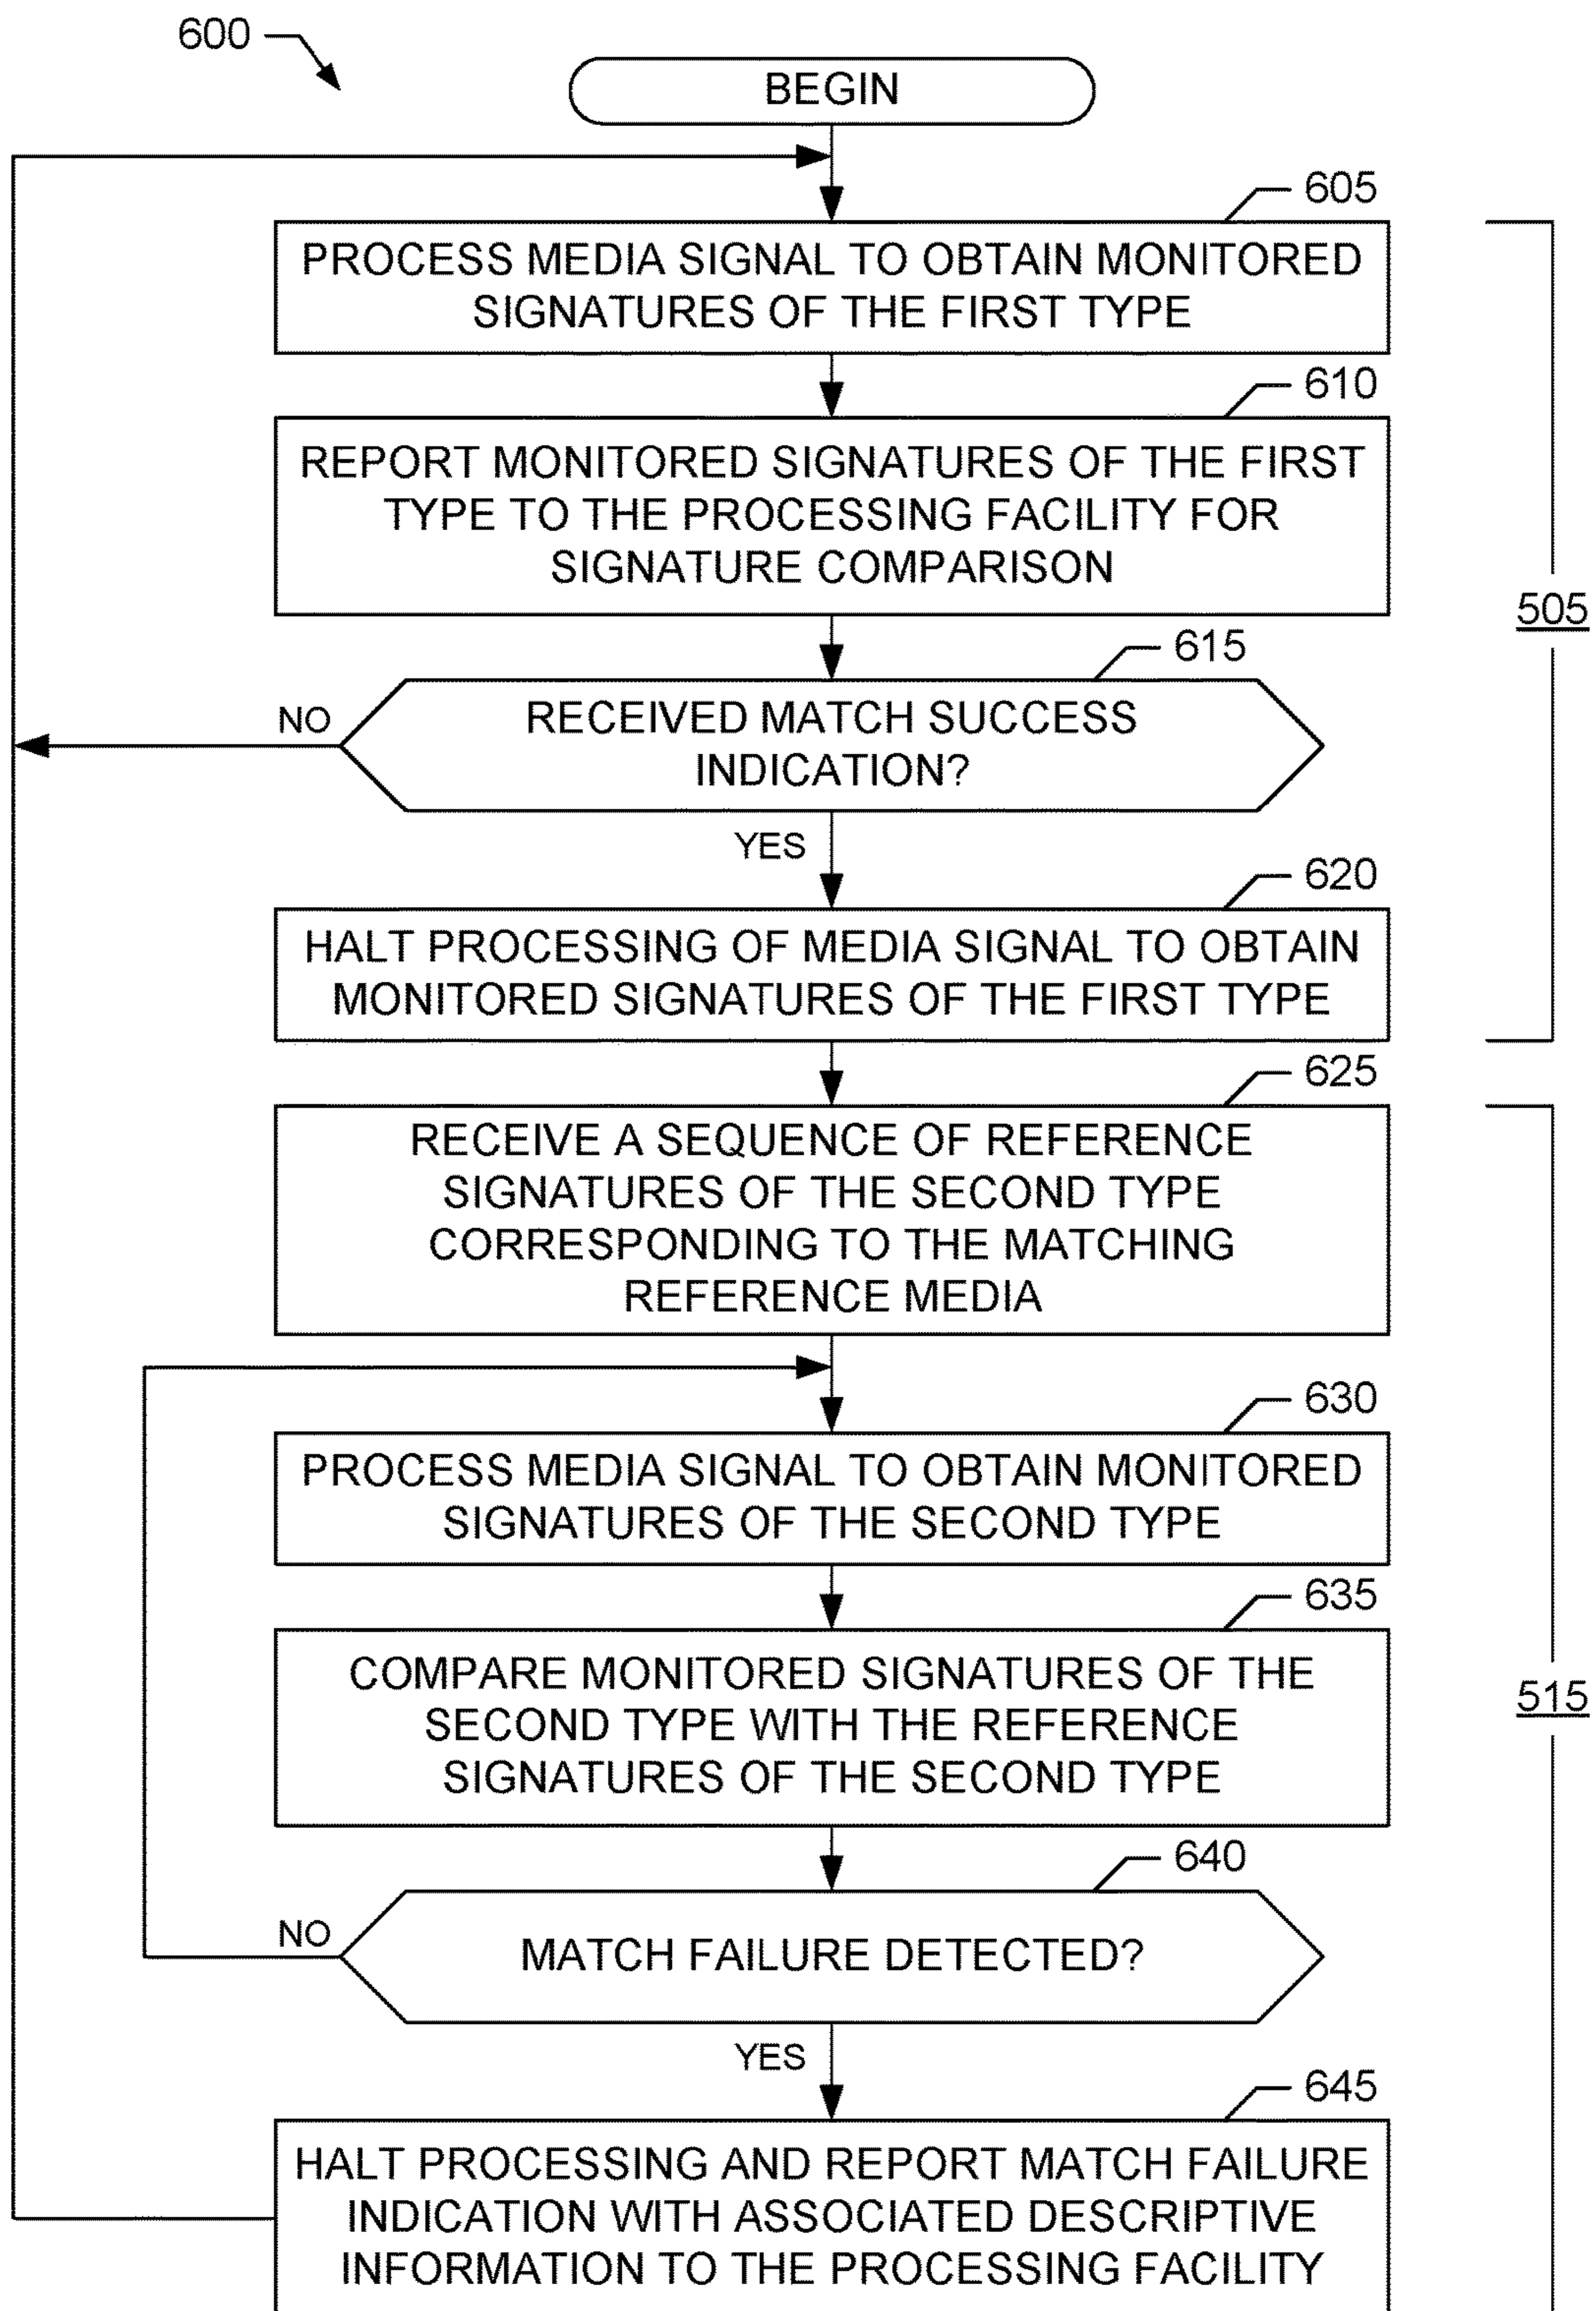 600
BEGIN
605
PROCESS MEDIA SIGNAL TO OBTAIN MONITORED
SIGNATURES OF THE FIRST TYPE
610
REPORT MONITORED SIGNATURES OF THE FIRST
TYPE TO THE PROCESSING FACILITY FOR
SIGNATURE COMPARISON
505
615
RECEIVED MATCH SUCCESS
INDICATION?
NO
YES
620
HALT PROCESSING OF MEDIA SIGNAL TO OBTAIN
MONITORED SIGNATURES OF THE FIRST TYPE
625
RECEIVE A SEQUENCE OF REFERENCE
SIGNATURES OF THE SECOND TYPE
CORRESPONDING TO THE MATCHING
REFERENCE MEDIA
630
PROCESS MEDIA SIGNAL TO OBTAIN MONITORED
SIGNATURES OF THE SECOND TYPE
635
COMPARE MONITORED SIGNATURES OF THE
SECOND TYPE WITH THE REFERENCE
SIGNATURES OF THE SECOND TYPE
515
640
MATCH FAILURE DETECTED?
NO
YES
645
HALT PROCESSING AND REPORT MATCH FAILURE
INDICATION WITH ASSOCIATED DESCRIPTIVE
INFORMATION TO THE PROCESSING FACILITY